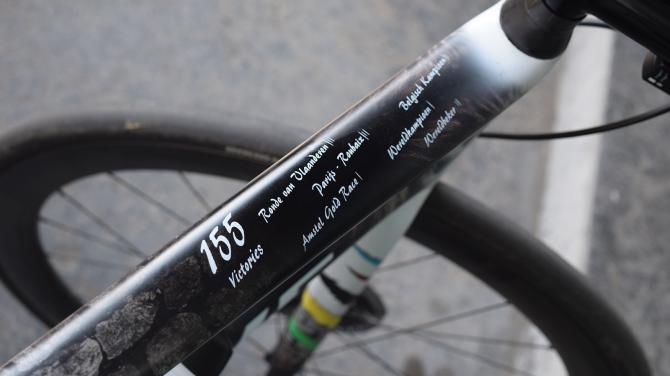 155
Victories
Ronde van Vlaanderen |||
Parijs - Roubaix |||
Amstel Gold Race |
Belgisch Kampioen |
Wereldkampioen |
Wereldbeker ||